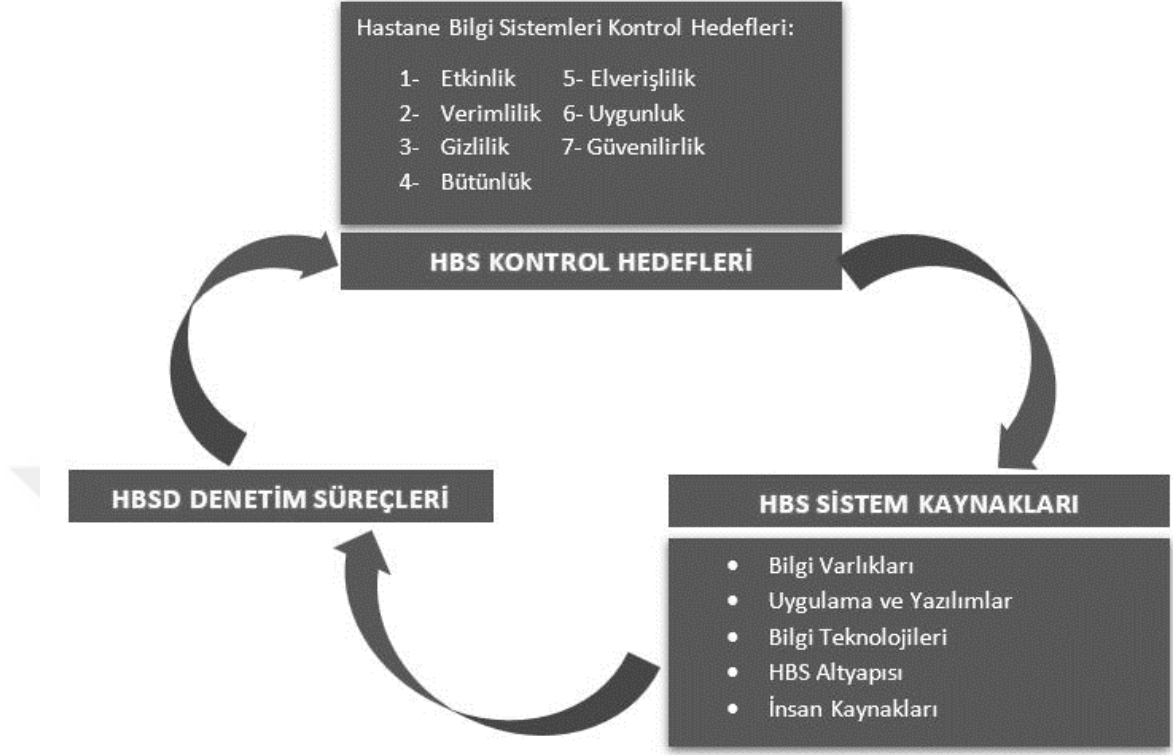 Hastane Bilgi Sistemleri Kontrol Hedefleri:
1- Etkinlik 5- Elverişlilik
2- Verimlilik 6- Uygunluk
3- Gizlilik 7- Güvenilirlik
4- Bütünlük
HBS KONTROL HEDEFLERİ
HBSD DENETİM SÜREÇLERİ
HBS SİSTEM KAYNAKLARI
• Bilgi Varlıkları
• Uygulama ve Yazılımlar
• Bilgi Teknolojileri
• HBS Altyapısı
• İnsan Kaynakları